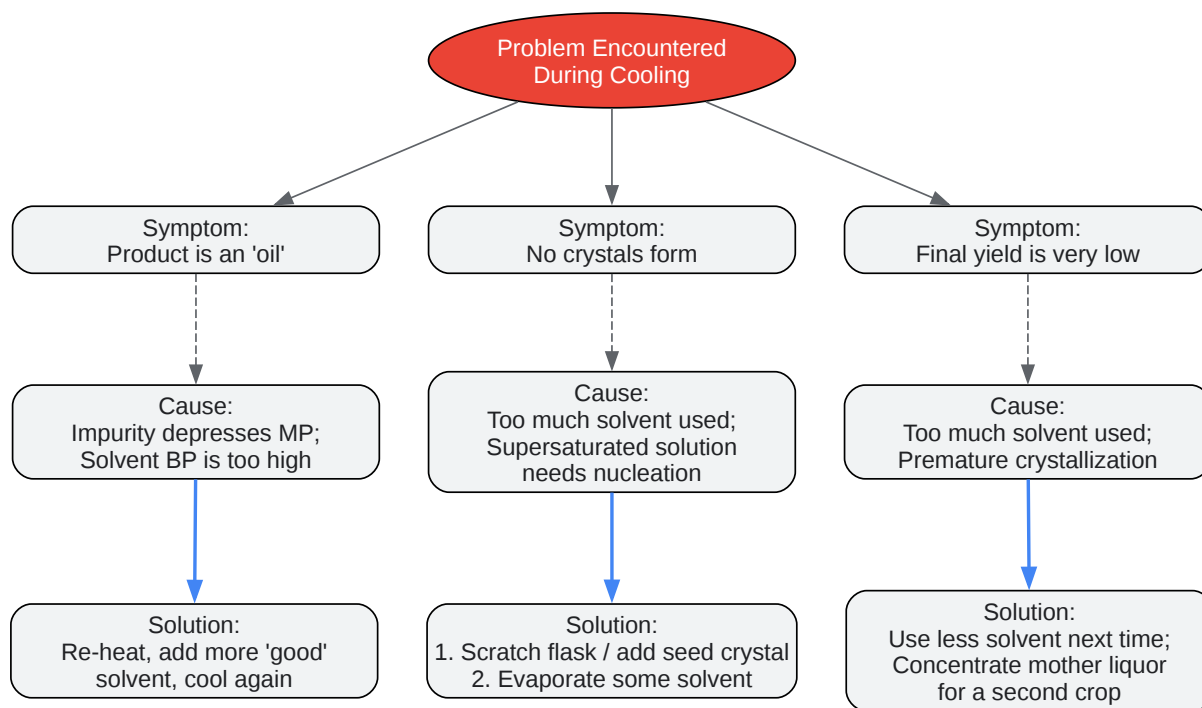 Problem Encountered
During Cooling
Symptom:
Product is an 'oil'
Symptom:
No crystals form
Symptom:
Final yield is very low
Cause:
Impurity depresses MP;
Solvent BP is too high
Cause:
Too much solvent used;
Supersaturated solution
needs nucleation
Cause:
Too much solvent used;
Premature crystallization
Solution:
Re-heat, add more 'good'
solvent, cool again
Solution:
1. Scratch flask / add seed crystal
2. Evaporate some solvent
Solution:
Use less solvent next time;
Concentrate mother liquor
for a second crop